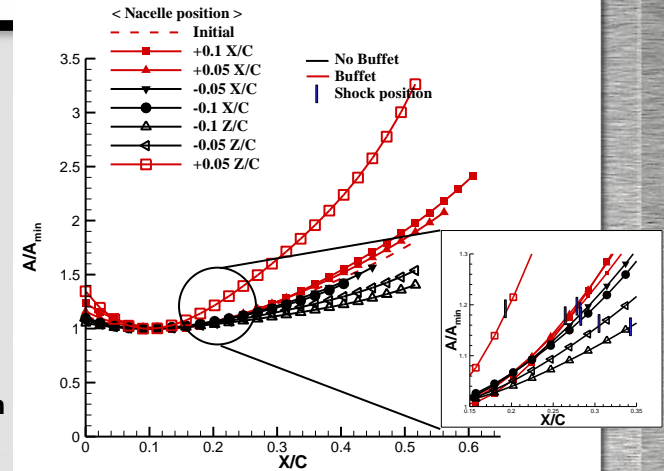 < Nacelle position >
Initial
+0.1 X/C
+0.05 X/C
-0.05 X/C
-0.1 X/C
-0.1 Z/C
-0.05 Z/C
+0.05 Z/C
No Buffet
Buffet
Shock position
A/Amin
3.5
3
2.5
2
1.5
1
0.5
0
0
0.1
0.2
0.3
0.4
0.5
0.6
X/C
A/Amin
1.3
1.2
1.1
0.15
0.2
0.25
0.3
0.35
X/C
n